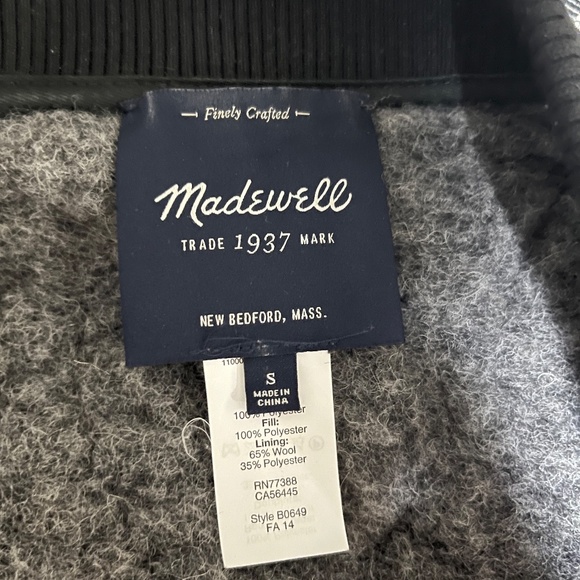 Finely Crafted
Madewell
TRADE 1937 MARK
NEW BEDFORD, MASS.
S
MADE IN
CHINA
100% Polyester
Fill:
100% Polyester
Lining:
65% Wool
35% Polyester
RN77388
CA56445
Style B0649
FA 14